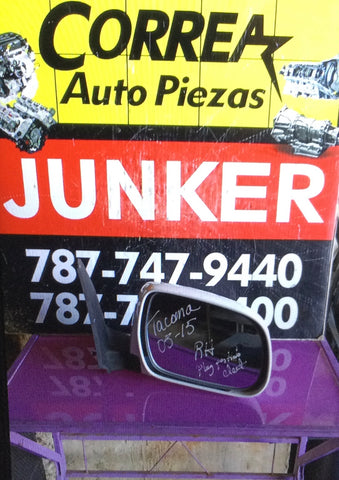 CORREA
Auto Piezas
JUNKER
787-747-9440
787-7 400
Tacoma
05-15
RH